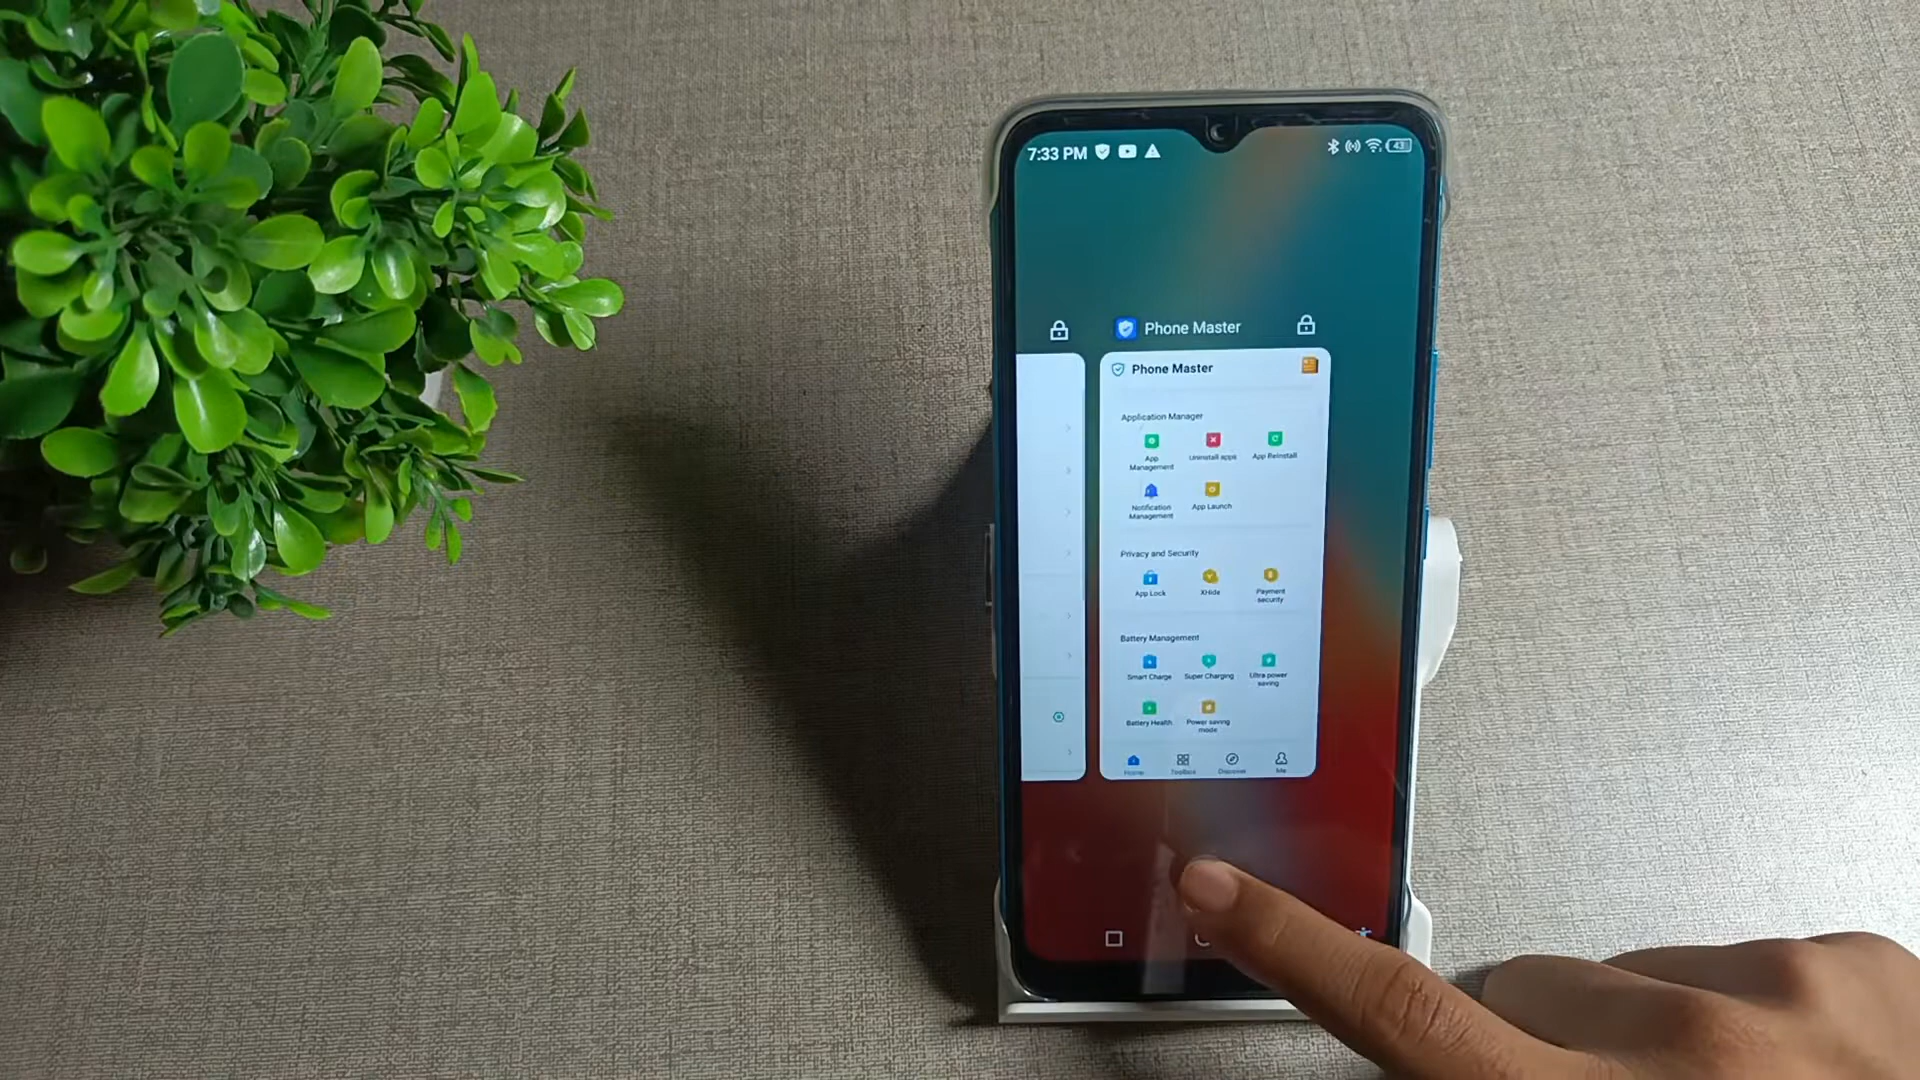 7:33 PM
43
Phone Master
Phone Master
Application Manager
App Management
Uninstall apps
App Reinstall
Notification Management
App Launch
Privacy and Security
App Lock
XHide
Payment security
Battery Management
Smart Charge
Super Charging
Ultra power saving
Battery Health
Power saving mode
Home
Toolbox
Discover
Me